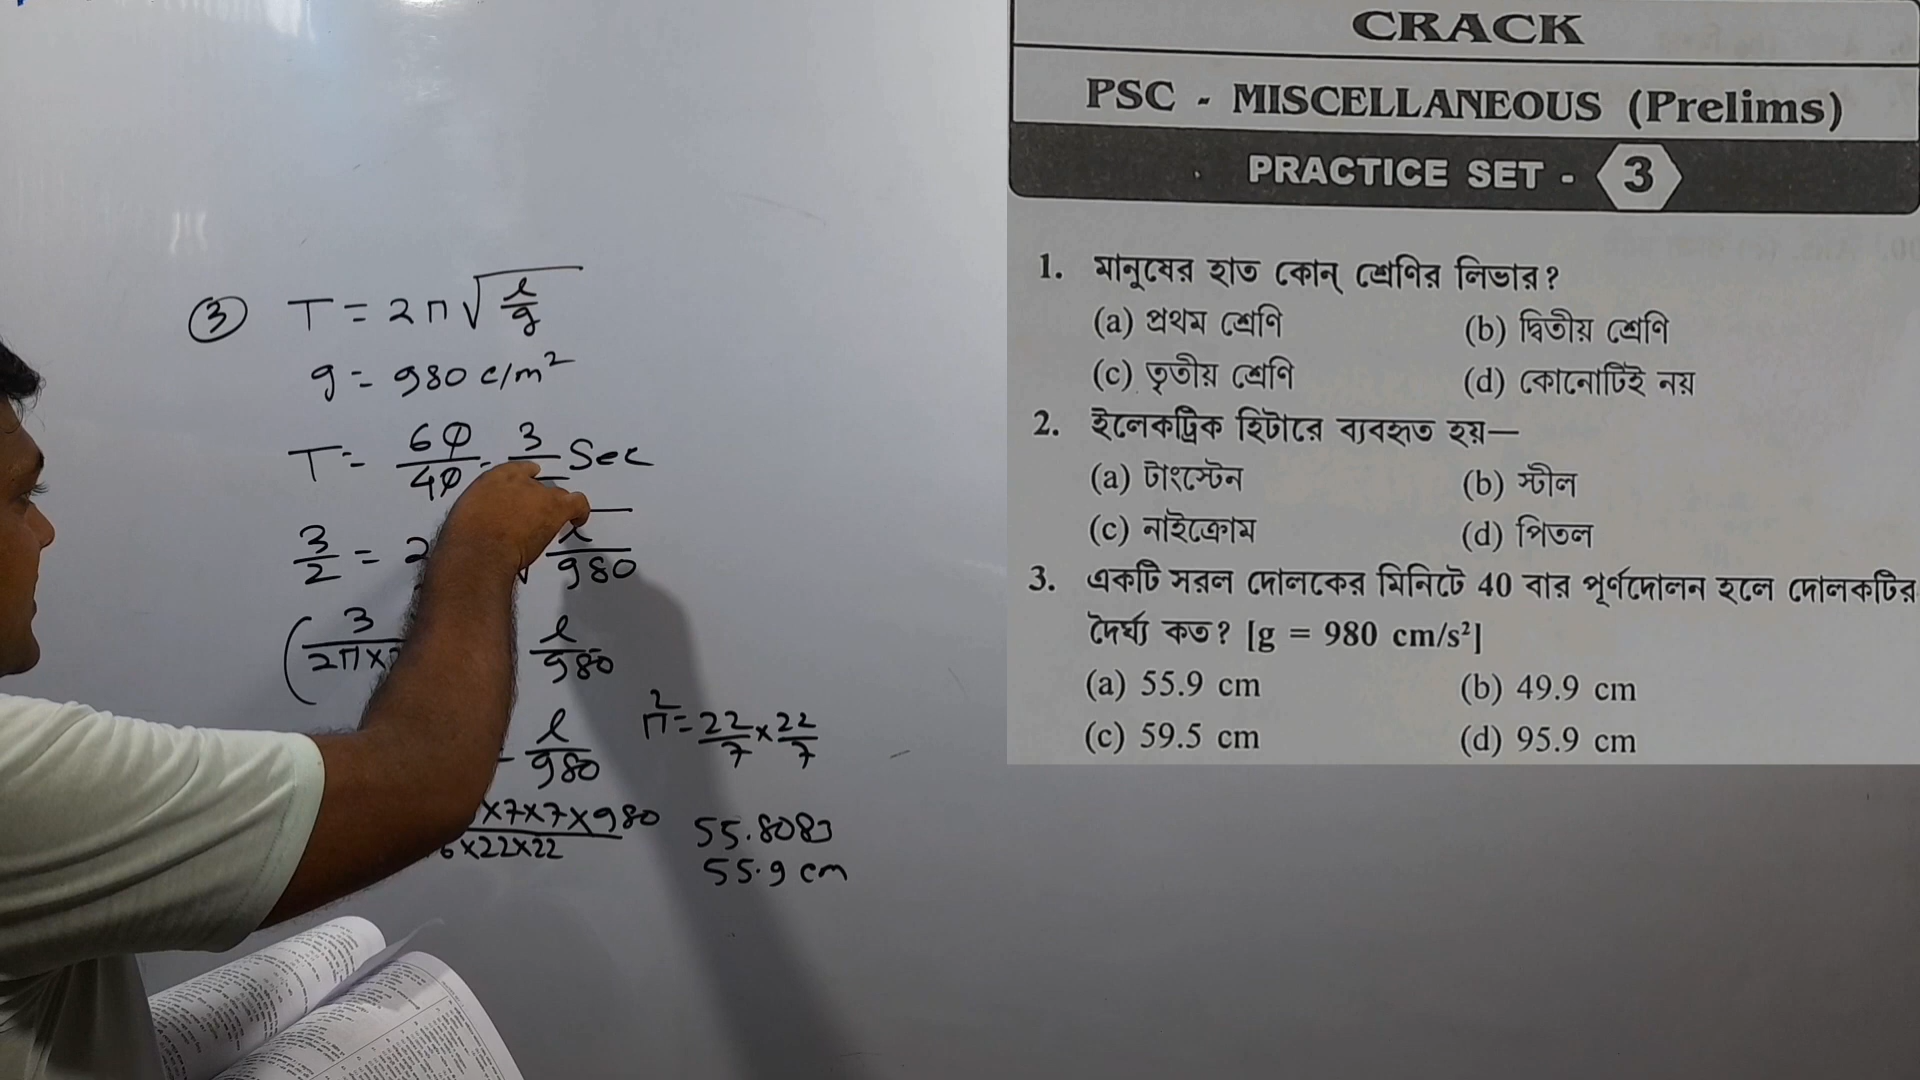 ③ T = 2π√(l/g)
g = 980 c/m²
T = 60/40 = 3/ Sec
3/2 = 2 √ l/980
(3/2π× l/980
l/980
π² = 22/7 × 22/7
×7×7×980
×22×22
55.8083
55.9 cm
CRACK
PSC - MISCELLANEOUS (Prelims)
PRACTICE SET - 3
1. মানুষের হাত কোন্ শ্রেণির লিভার?
(a) প্রথম শ্রেণি (b) দ্বিতীয় শ্রেণি
(c) তৃতীয় শ্রেণি (d) কোনোটিই নয়
2. ইলেকট্রিক হিটারে ব্যবহৃত হয়—
(a) টাংস্টেন (b) স্টীল
(c) নাইক্রোম (d) পিতল
3. একটি সরল দোলকের মিনিটে 40 বার পূর্ণদোলন হলে দোলকটির
দৈর্ঘ্য কত? [g = 980 cm/s²]
(a) 55.9 cm (b) 49.9 cm
(c) 59.5 cm (d) 95.9 cm